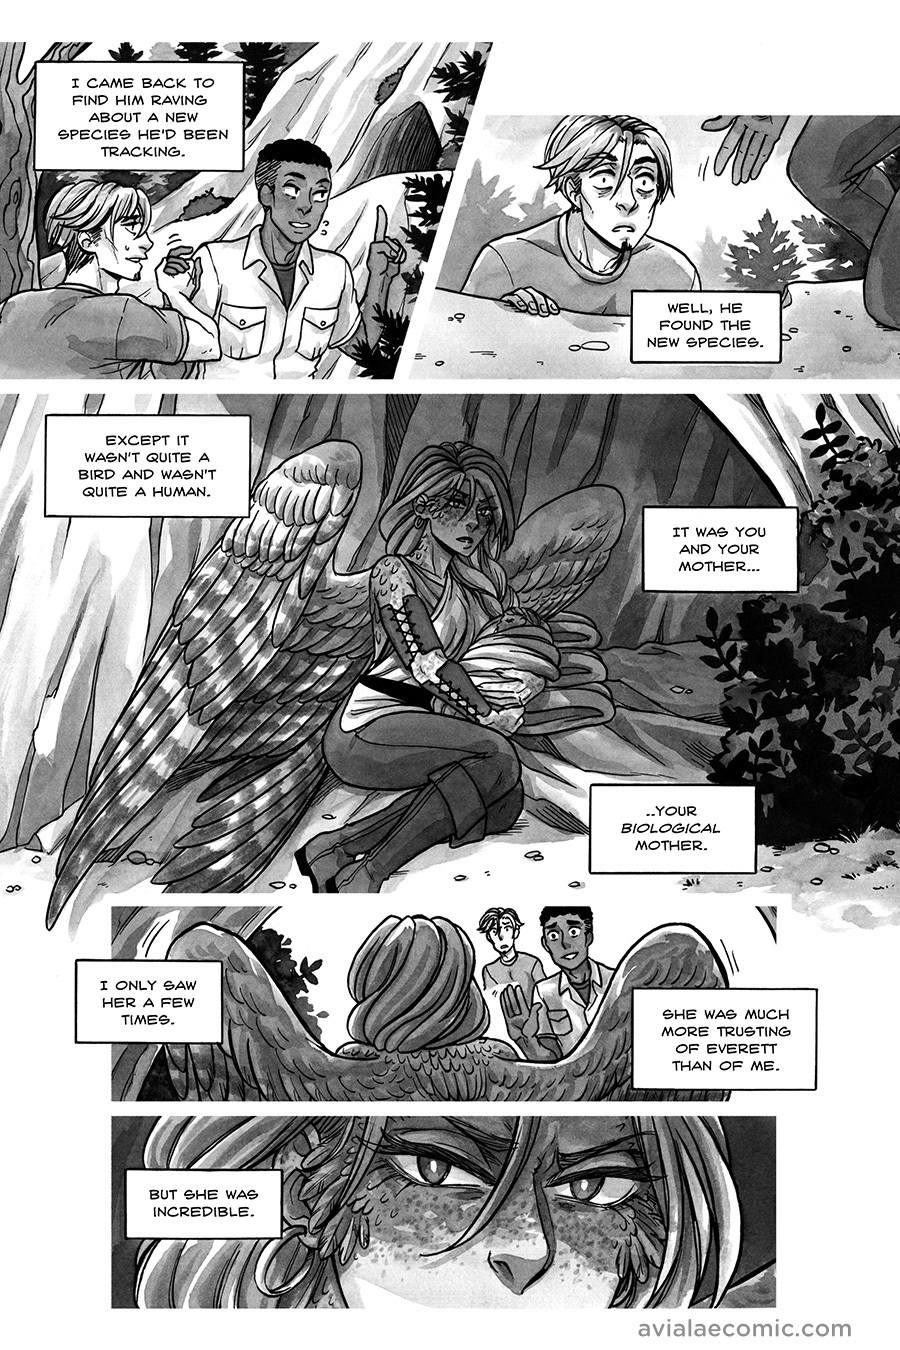 I CAME BACK TO
FIND HIM RAVING
ABOUT A NEW
SPECIES HE'D BEEN
TRACKING.
WELL, HE
FOUND THE
NEW SPECIES.
EXCEPT IT
WASN'T QUITE A
BIRD AND WASN'T
QUITE A HUMAN.
IT WAS YOU
AND YOUR
MOTHER...
..YOUR
BIOLOGICAL
MOTHER.
I ONLY SAW
HER A FEW
TIMES.
SHE WAS MUCH
MORE TRUSTING
OF EVERETT
THAN OF ME.
BUT SHE WAS
INCREDIBLE.
avialaecomic.com